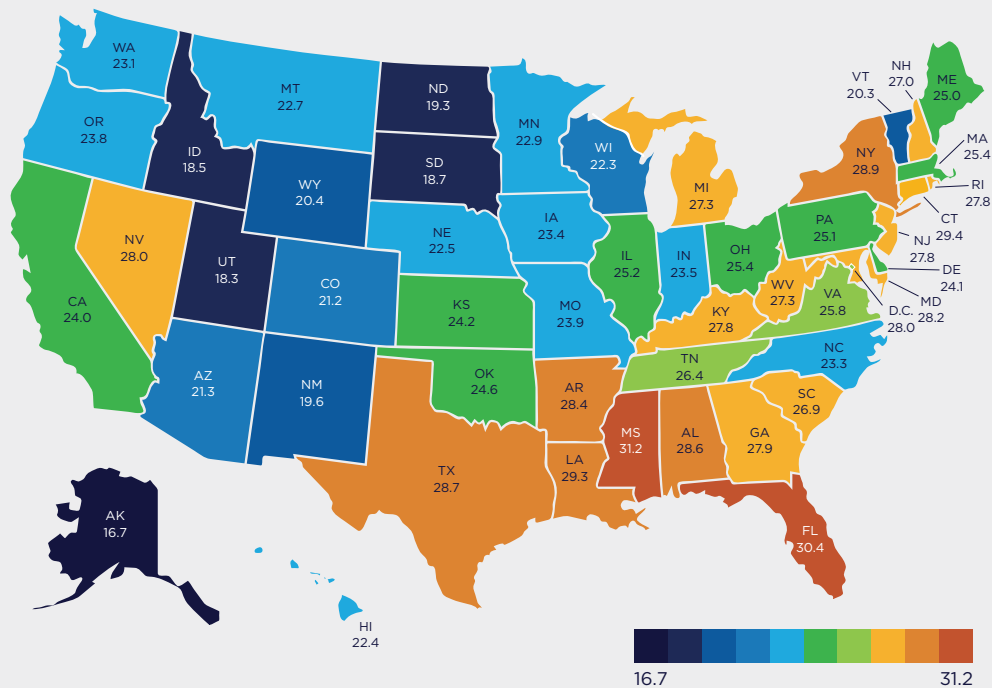 WA
23.1
OR
23.8
CA
24.0
NV
28.0
ID
18.5
MT
22.7
WY
20.4
UT
18.3
AZ
21.3
CO
21.2
NM
19.6
ND
19.3
SD
18.7
NE
22.5
KS
24.2
OK
24.6
TX
28.7
MN
22.9
IA
23.4
MO
23.9
AR
28.4
LA
29.3
WI
22.3
IL
25.2
MI
27.3
IN
23.5
OH
25.4
KY
27.8
TN
26.4
MS
31.2
AL
28.6
GA
27.9
FL
30.4
SC
26.9
NC
23.3
VA
25.8
WV
27.3
PA
25.1
NY
28.9
VT
20.3
NH
27.0
ME
25.0
MA
25.4
RI
27.8
CT
29.4
NJ
27.8
DE
24.1
MD
28.2
D.C.
28.0
AK
16.7
HI
22.4
16.7
31.2